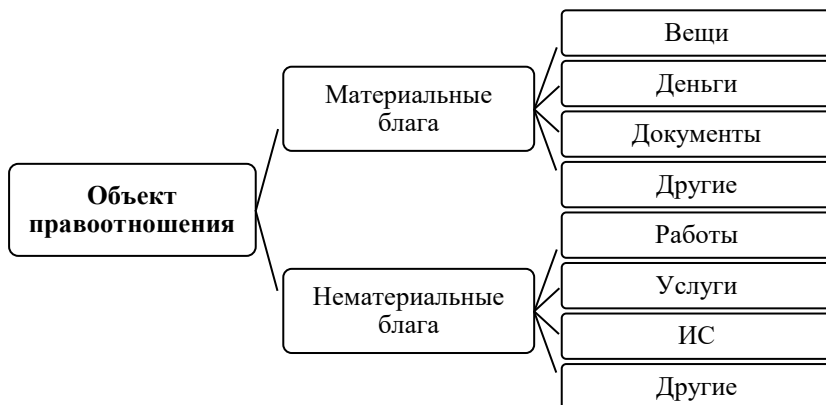 Объект
правоотношения
Материальные
блага
Вещи
Деньги
Документы
Другие
Нематериальные
блага
Работы
Услуги
ИС
Другие